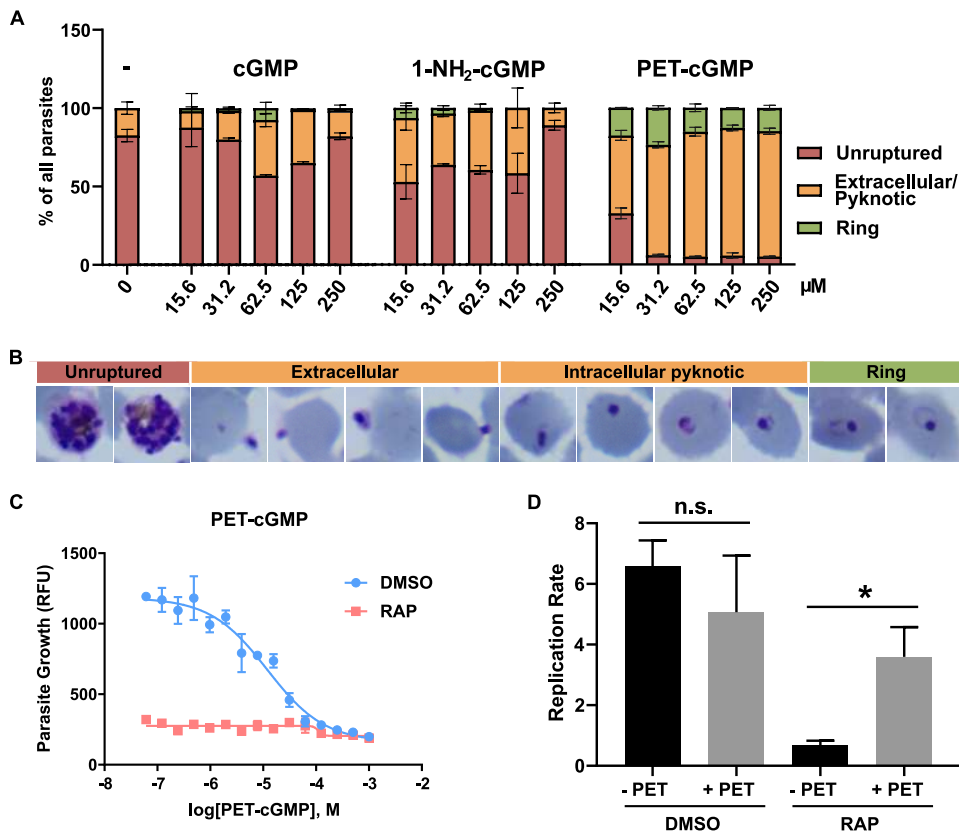 A
150
100
50
0
% of all parasites
-
cGMP
1-NH₂-cGMP
PET-cGMP
0
15.6
31.2
62.5
125
250
15.6
31.2
62.5
125
250
15.6
31.2
62.5
125
250
µM
Unruptured
Extracellular/
Pyknotic
Ring
B
Unruptured Extracellular Intracellular pyknotic Ring
C
PET-cGMP
1500
1000
500
0
Parasite Growth (RFU)
DMSO
RAP
-8 -7 -6 -5 -4 -3 -2
log[PET-cGMP], M
D
n.s.
*
8
6
4
2
0
Replication Rate
- PET + PET - PET + PET
DMSO RAP